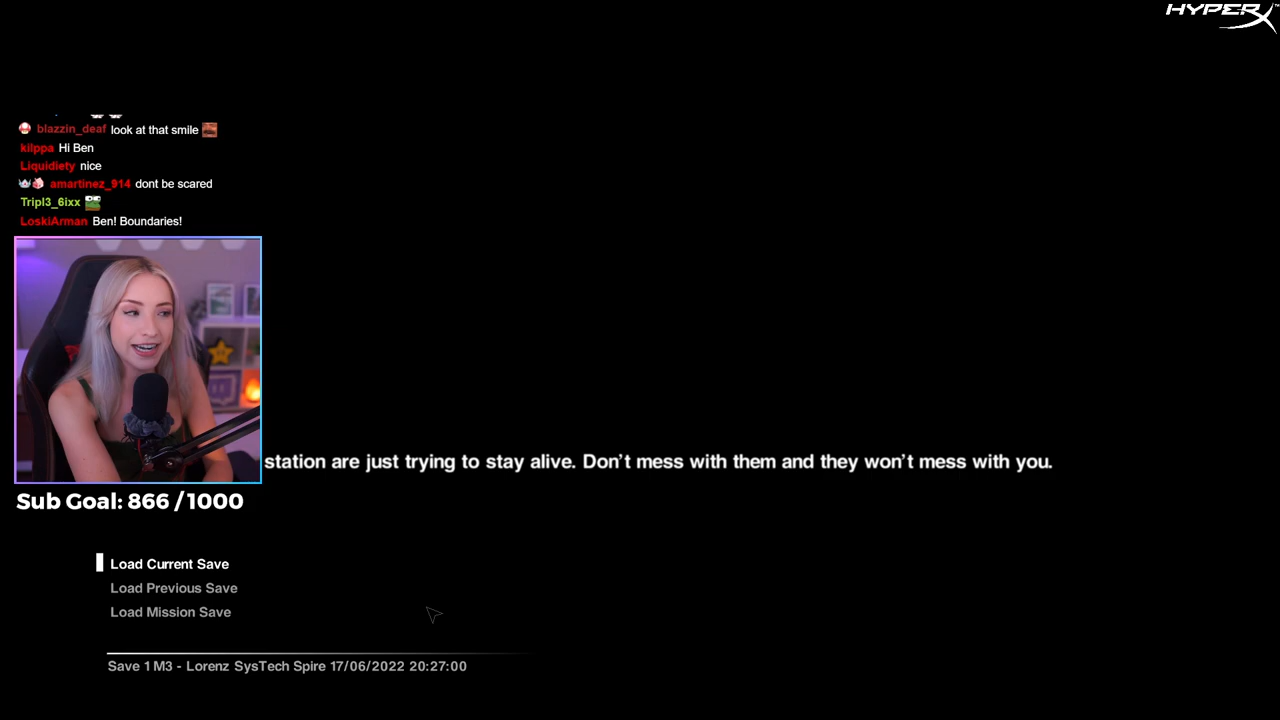 HYPERX
blazzin_deaf look at that smile
kilppa Hi Ben
Liquidiety nice
amartinez_914 dont be scared
Tripl3_6ixx
LoskiArman Ben! Boundaries!
station are just trying to stay alive. Don’t mess with them and they won’t mess with you.
Sub Goal: 866 /1000
Load Current Save
Load Previous Save
Load Mission Save
Save 1 M3 - Lorenz SysTech Spire 17/06/2022 20:27:00